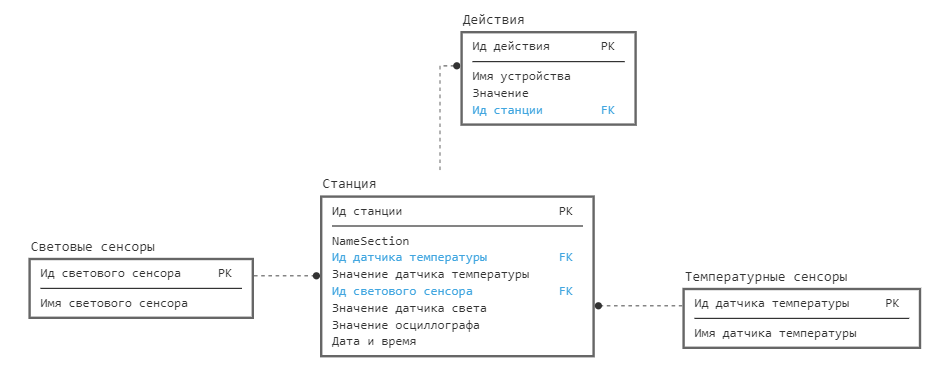 Действия
Ид действия PK
Имя устройства
Значение
Ид станции FK
Станция
Ид станции PK
NameSection
Ид датчика температуры FK
Значение датчика температуры
Ид светового сенсора FK
Значение датчика света
Значение осциллографа
Дата и время
Световые сенсоры
Ид светового сенсора PK
Имя светового сенсора
Температурные сенсоры
Ид датчика температуры PK
Имя датчика температуры